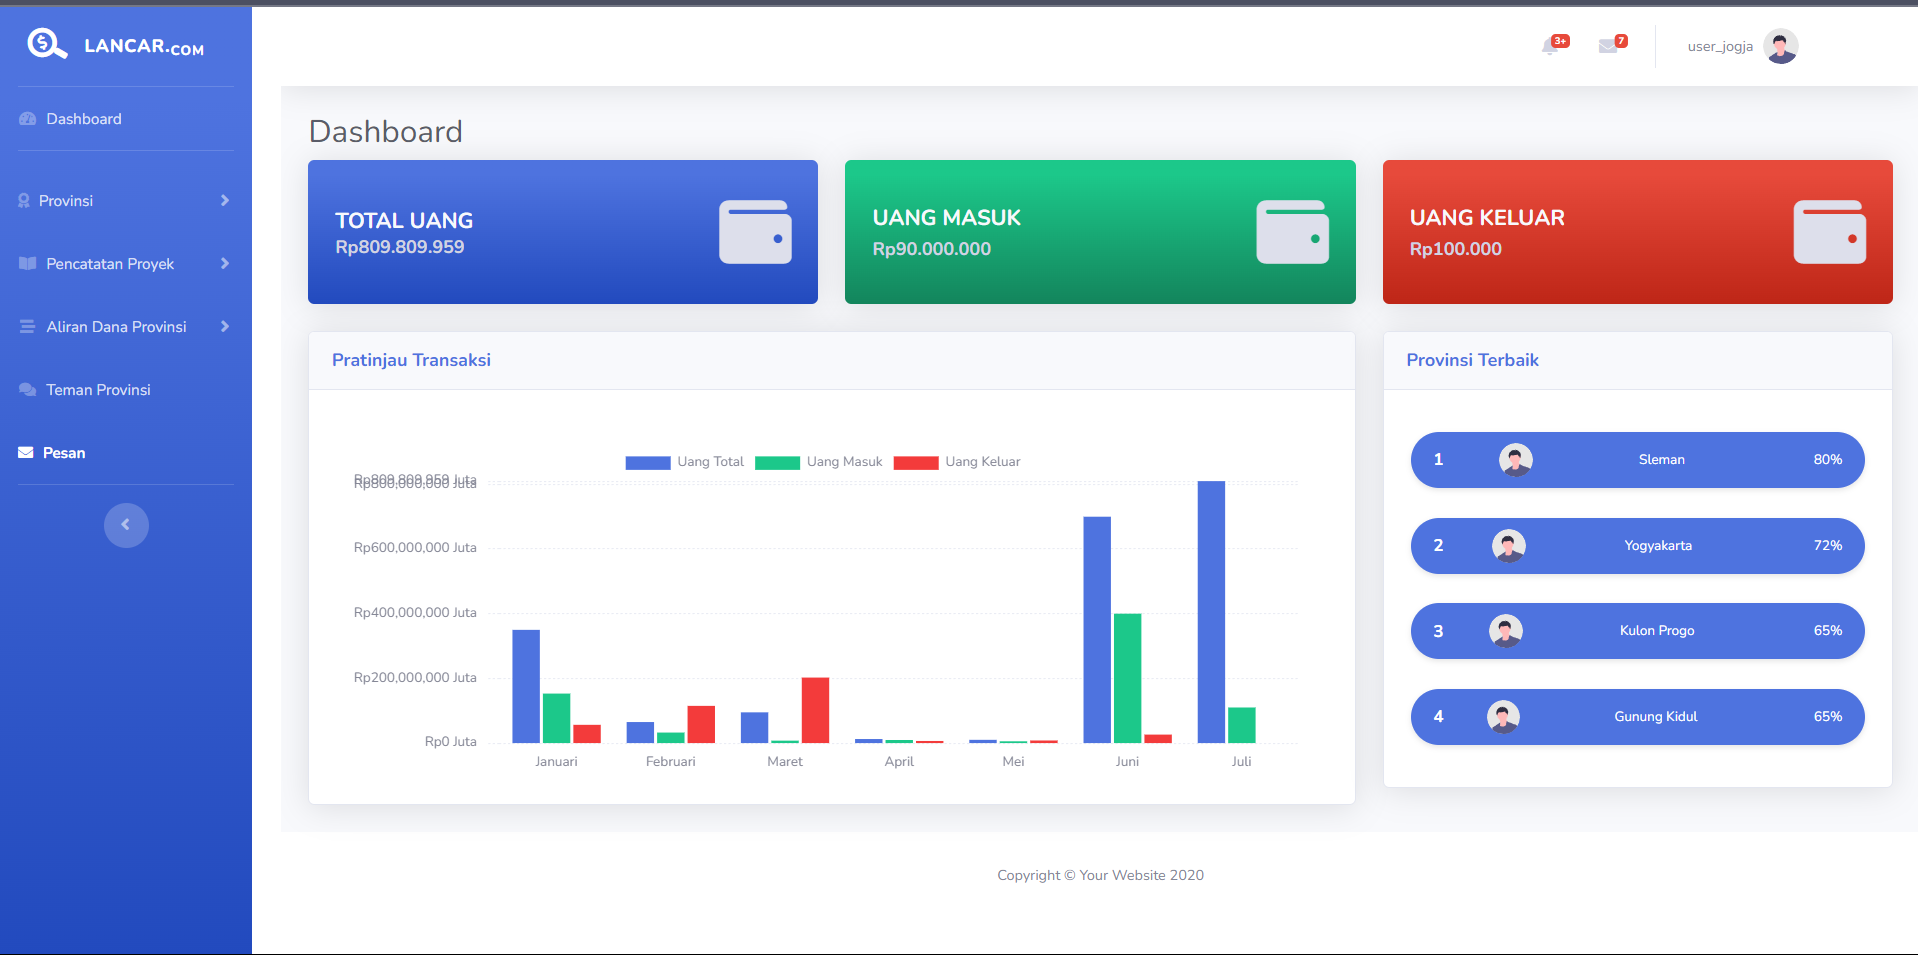 LANCAR.COM
Dashboard
Provinsi
Pencatatan Proyek
Aliran Dana Provinsi
Teman Provinsi
Pesan
3+
7
user_jogja
Dashboard
TOTAL UANG
Rp809.809.959
UANG MASUK
Rp90.000.000
UANG KELUAR
Rp100.000
Pratinjau Transaksi
Uang Total Uang Masuk Uang Keluar
Rp809,809,959 Juta
Rp800,000,000 Juta
Rp600,000,000 Juta
Rp400,000,000 Juta
Rp200,000,000 Juta
Rp0 Juta
Januari Februari Maret April Mei Juni Juli
Provinsi Terbaik
1 Sleman 80%
2 Yogyakarta 72%
3 Kulon Progo 65%
4 Gunung Kidul 65%
Copyright © Your Website 2020